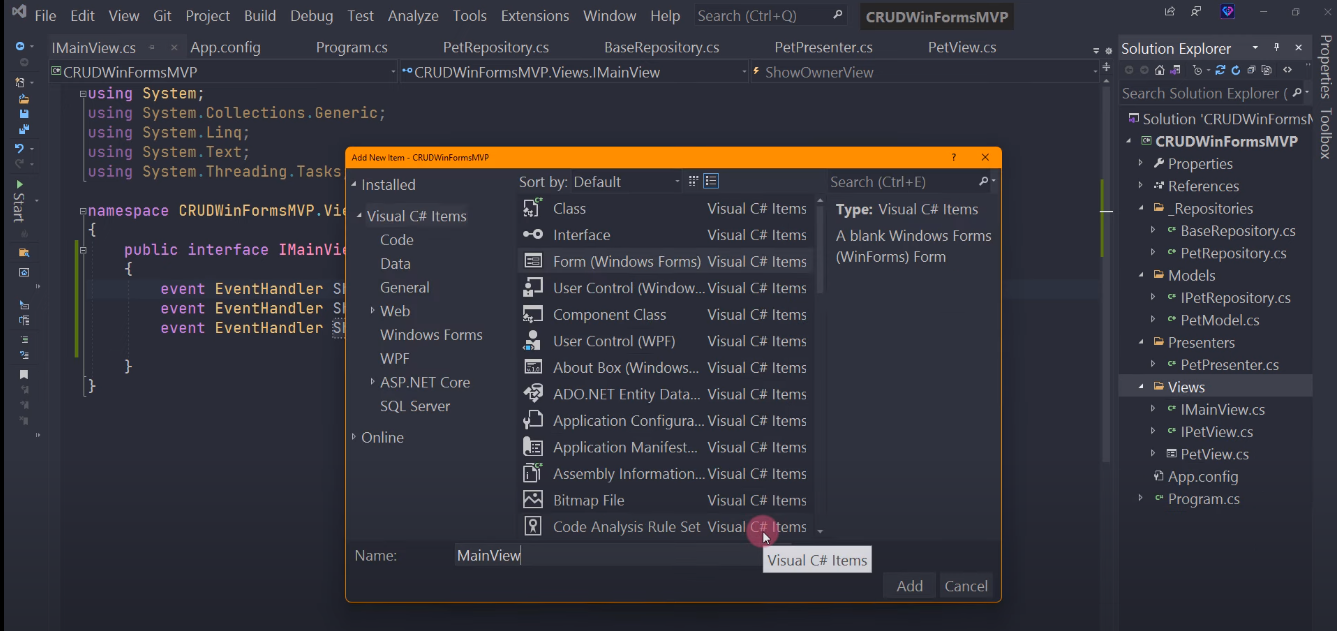 File Edit View Git Project Build Debug Test Analyze Tools Extensions Window Help Search (Ctrl+Q) CRUDWinFormsMVP
IMainView.cs App.config Program.cs PetRepository.cs BaseRepository.cs PetPresenter.cs PetView.cs
CRUDWinFormsMVP CRUDWinFormsMVP.Views.IMainView ShowOwnerView
using System;
using System.Collections.Generic;
using System.Linq;
using System.Text;
using System.Threading.Tasks
namespace CRUDWinFormsMVP.Vie
{
public interface IMainVie
{
event EventHandler Sh
event EventHandler Sh
event EventHandler Sh
}
}
Start
Add New Item - CRUDWinFormsMVP ?
Installed
Visual C# Items
Code
Data
General
Web
Windows Forms
WPF
ASP.NET Core
SQL Server
Online
Sort by: Default
Search (Ctrl+E)
Class Visual C# Items
Interface Visual C# Items
Form (Windows Forms) Visual C# Items
User Control (Window... Visual C# Items
Component Class Visual C# Items
User Control (WPF) Visual C# Items
About Box (Windows... Visual C# Items
ADO.NET Entity Data... Visual C# Items
Application Configura... Visual C# Items
Application Manifest... Visual C# Items
Assembly Information... Visual C# Items
Bitmap File Visual C# Items
Code Analysis Rule Set Visual C# Items
Type: Visual C# Items
A blank Windows Forms
(WinForms) Form
Name: MainView
Visual C# Items
Add Cancel
Solution Explorer
Search Solution Explorer (
Solution 'CRUDWinFormsM
CRUDWinFormsMVP
Properties
References
_Repositories
BaseRepository.cs
PetRepository.cs
Models
IPetRepository.cs
PetModel.cs
Presenters
PetPresenter.cs
Views
IMainView.cs
IPetView.cs
PetView.cs
App.config
Program.cs
Properties
Toolbox